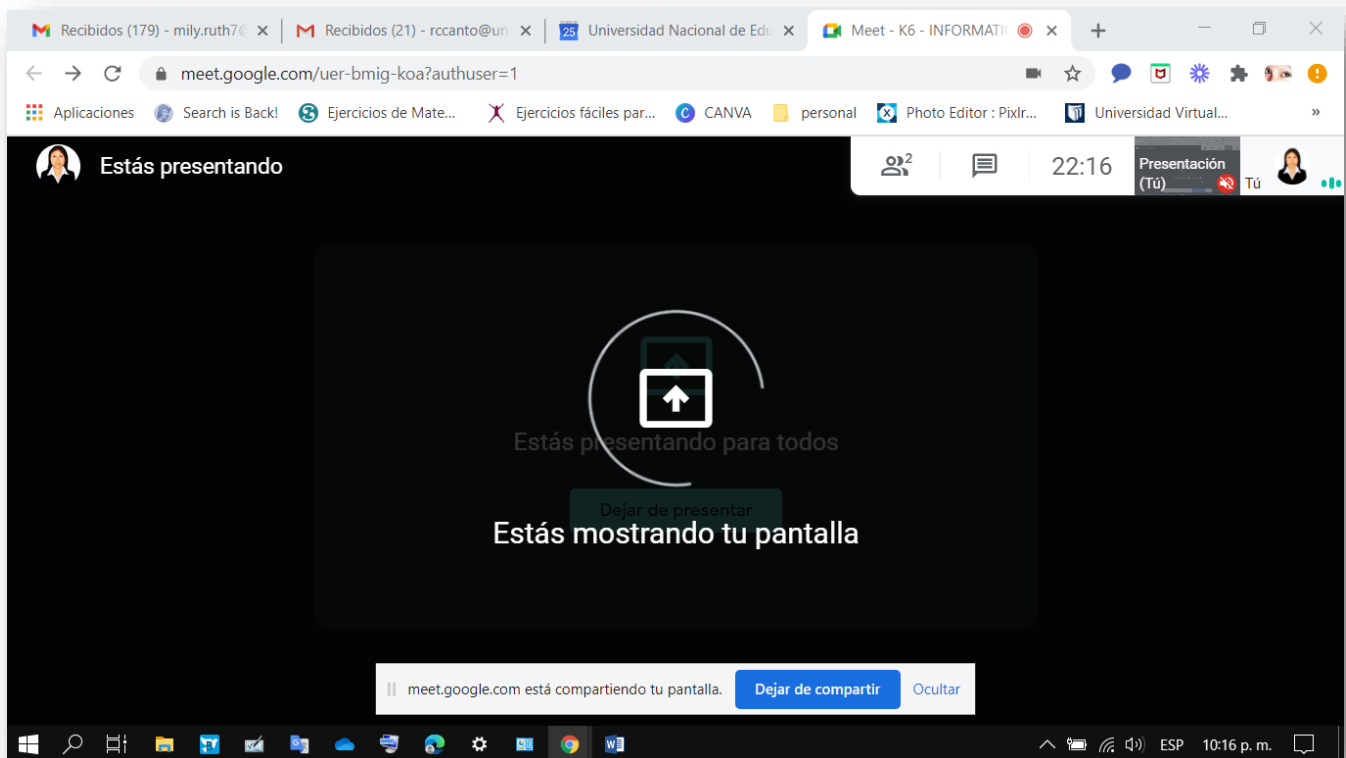 Recibidos (179) - mily.ruth7@ Recibidos (21) - rccanto@un 25 Universidad Nacional de Edu Meet - K6 - INFORMATIC
meet.google.com/uer-bmig-koa?authuser=1
Aplicaciones Search is Back! Ejercicios de Mate... Ejercicios fáciles par... C CANVA personal X Photo Editor : Pixlr... Universidad Virtual... »
Estás presentando 2 22:16 Presentación
(Tú) Tú
Estás presentando para todos
Dejar de presentar
Estás mostrando tu pantalla
meet.google.com está compartiendo tu pantalla. Dejar de compartir Ocultar
W ESP 10:16 p. m.